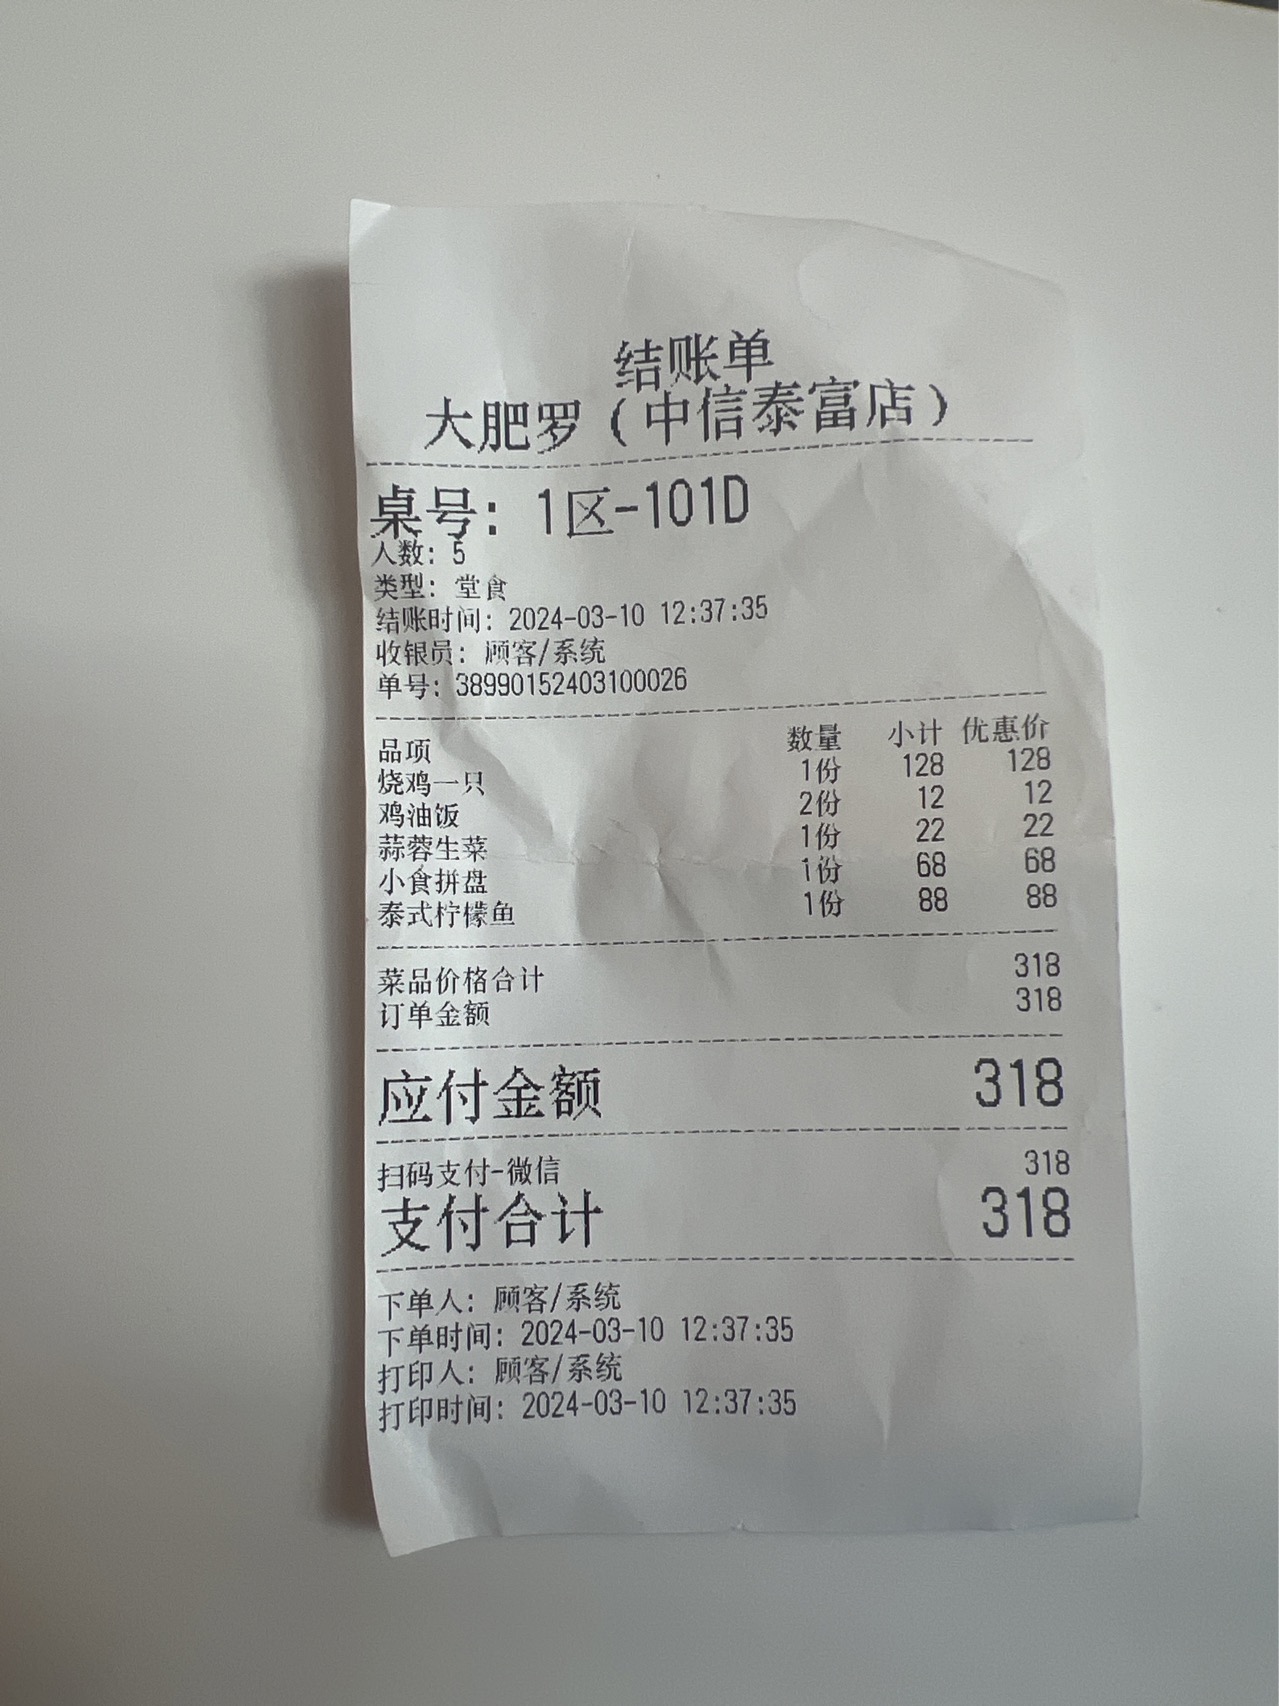 结账单
大肥罗（中信泰富店）
桌号：1区-101D
人数：5
类型：堂食
结账时间：2024-03-10 12:37:35
收银员：顾客/系统
单号：38990152403100026
品项 数量 小计 优惠价
烧鸡一只 1份 128 128
鸡油饭 2份 12 12
蒜蓉生菜 1份 22 22
小食拼盘 1份 68 68
泰式柠檬鱼 1份 88 88
菜品价格合计 318
订单金额 318
应付金额 318
扫码支付-微信 318
支付合计 318
下单人：顾客/系统
下单时间：2024-03-10 12:37:35
打印人：顾客/系统
打印时间：2024-03-10 12:37:35